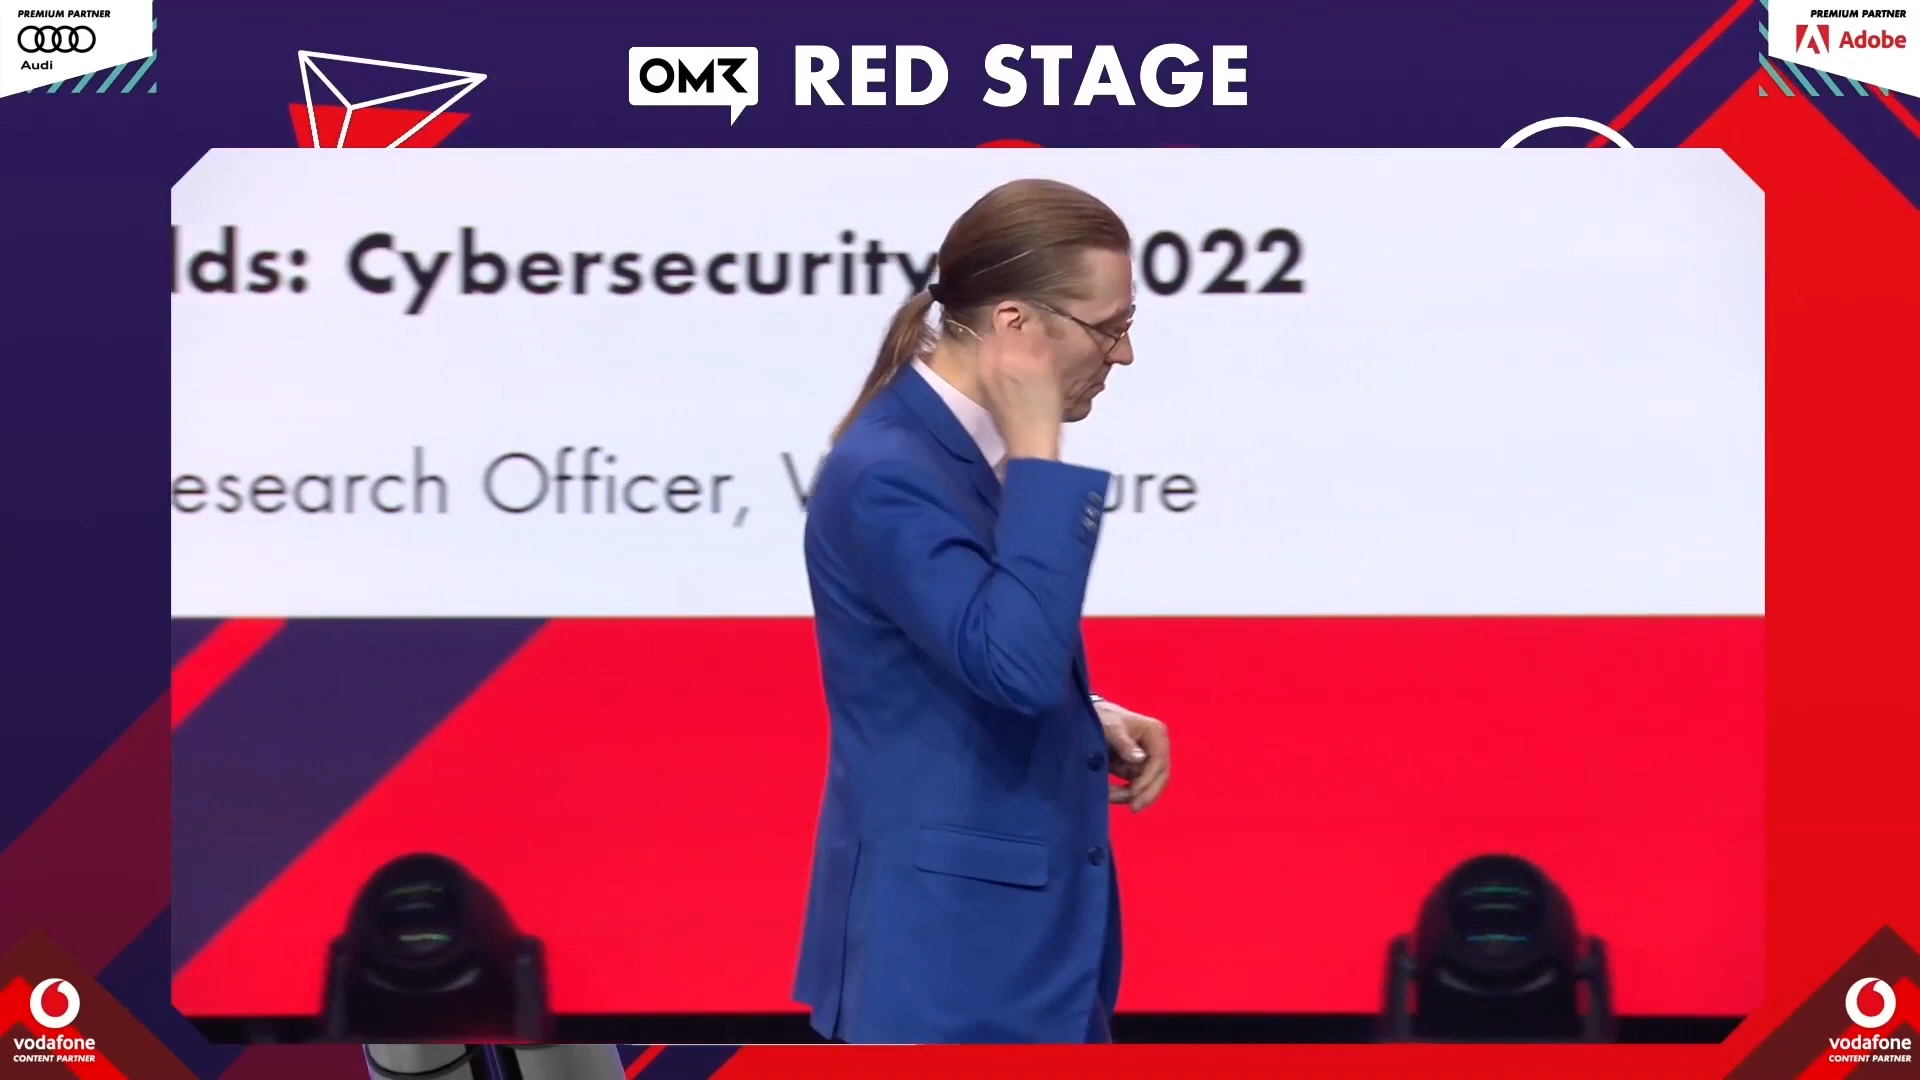 PREMIUM PARTNER
Audi
OMR RED STAGE
PREMIUM PARTNER
Adobe
lds: Cybersecurity 2022
esearch Officer, W ure
vodafone
CONTENT PARTNER
vodafone
CONTENT PARTNER